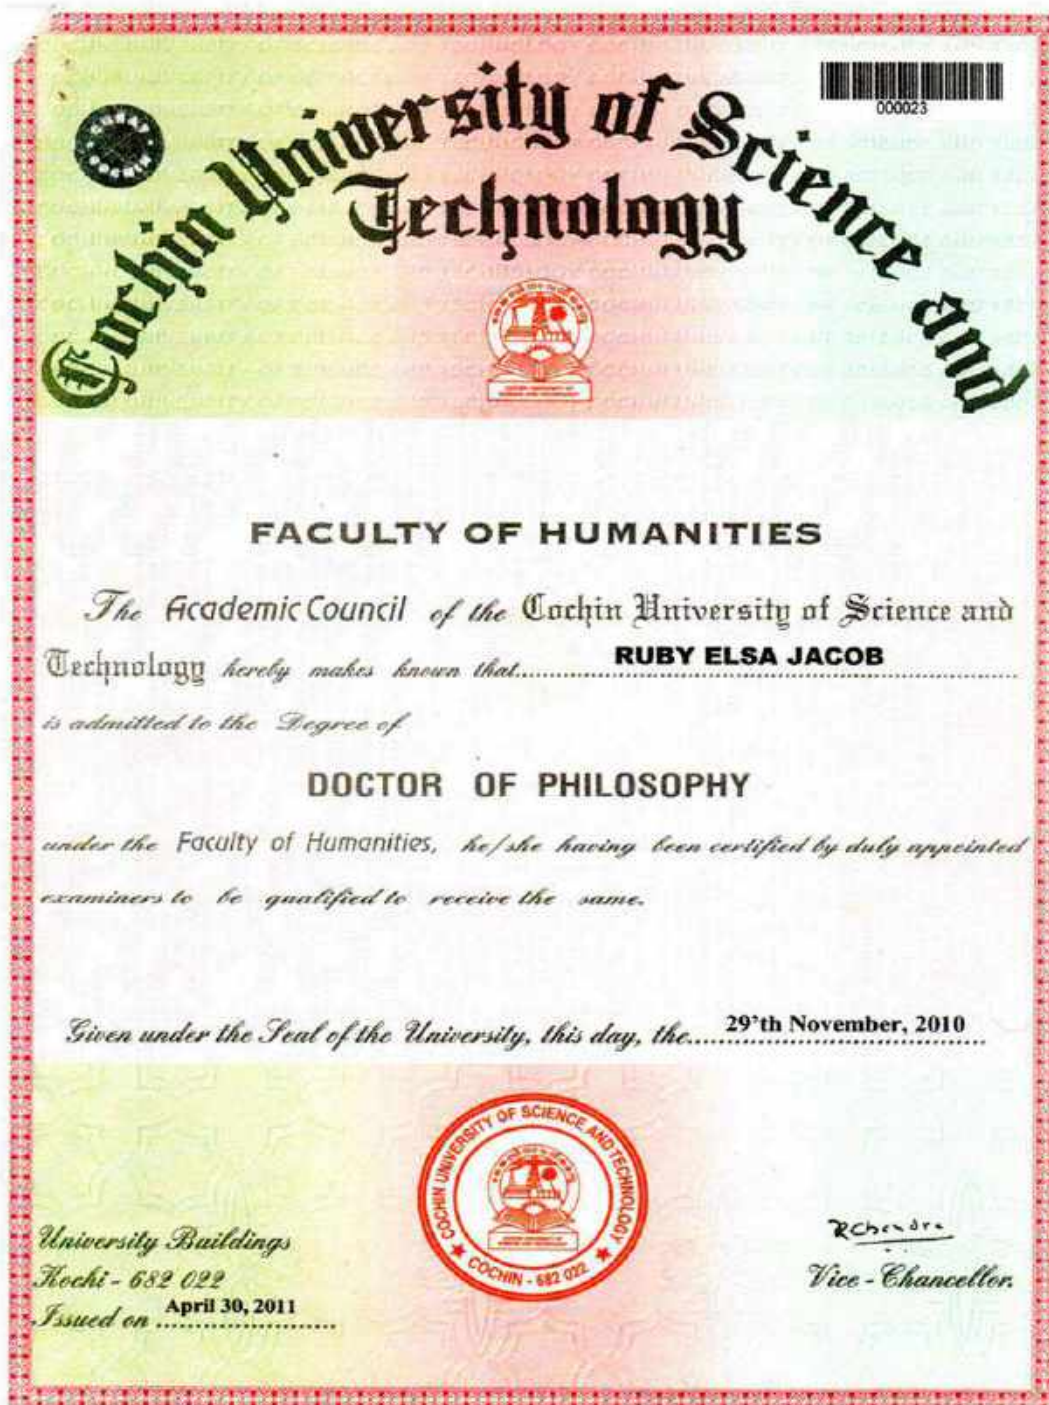 000023
Cochin University of Science and
Technology
FACULTY OF HUMANITIES
The Academic Council of the Cochin University of Science and
Technology hereby makes known that.......RUBY ELSA JACOB.......
is admitted to the Degree of
DOCTOR OF PHILOSOPHY
under the Faculty of Humanities, he/she having been certified by duly appointed
examiners to be qualified to receive the same.
Given under the Seal of the University, this day, the....29'th November, 2010
COCHIN UNIVERSITY OF SCIENCE AND TECHNOLOGY
COCHIN - 682 022
University Buildings
Kochi - 682 022
Issued on April 30, 2011
RChandra
Vice-Chancellor.